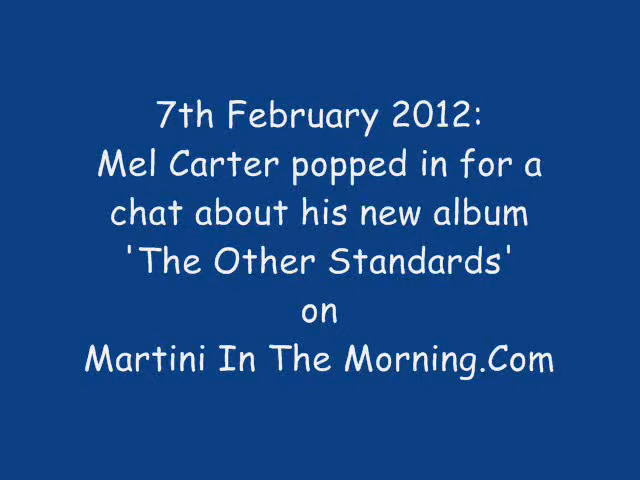 7th February 2012:
Mel Carter popped in for a
chat about his new album
'The Other Standards'
on
Martini In The Morning.Com